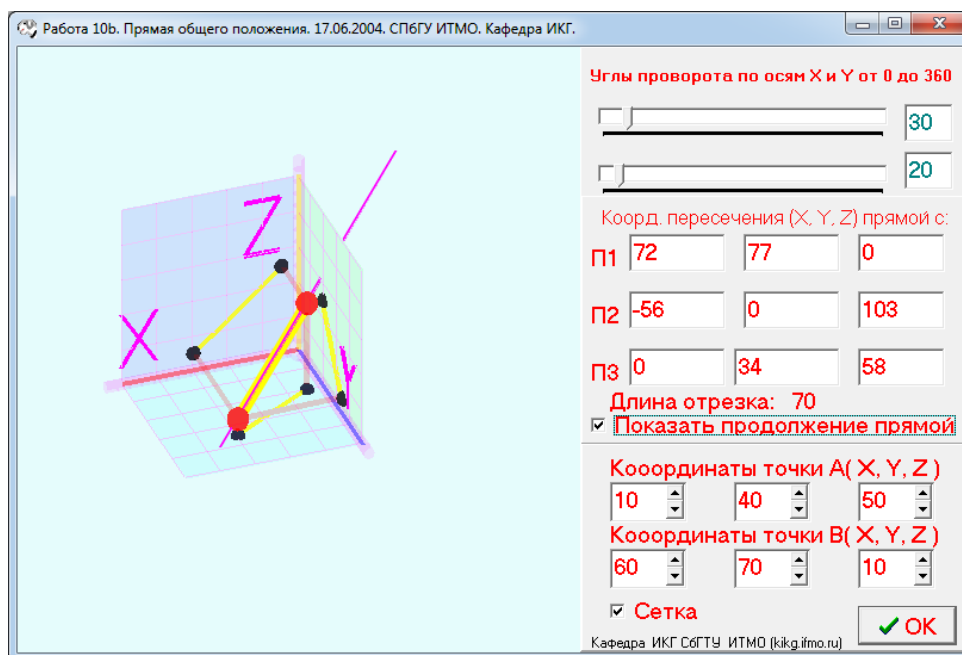 Работа 10b. Прямая общего положения. 17.06.2004. СПбГУ ИТМО. Кафедра ИКГ.
Углы проворота по осям X и Y от 0 до 360
30
20
Коорд. пересечения (X, Y, Z) прямой с:
П1 72 77 0
П2 -56 0 103
П3 0 34 58
Длина отрезка: 70
Показать продолжение прямой
Кооординаты точки A( X, Y, Z )
10 40 50
Кооординаты точки B( X, Y, Z )
60 70 10
Сетка
OK
Кафедра ИКГ СбГТУ ИТМО (kikg.ifmo.ru)
Z
X
Y